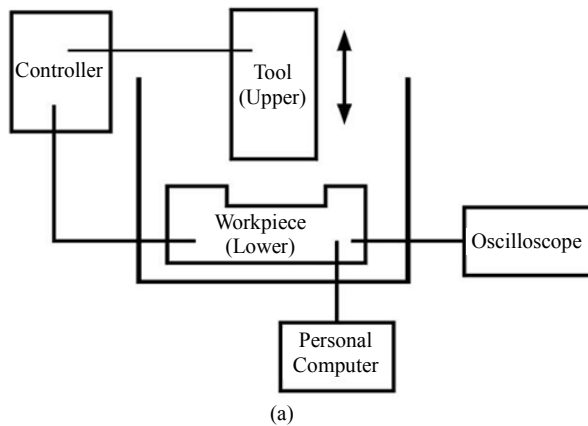 Controller
Tool
(Upper)
Workpiece
(Lower)
Oscilloscope
Personal
Computer
(a)